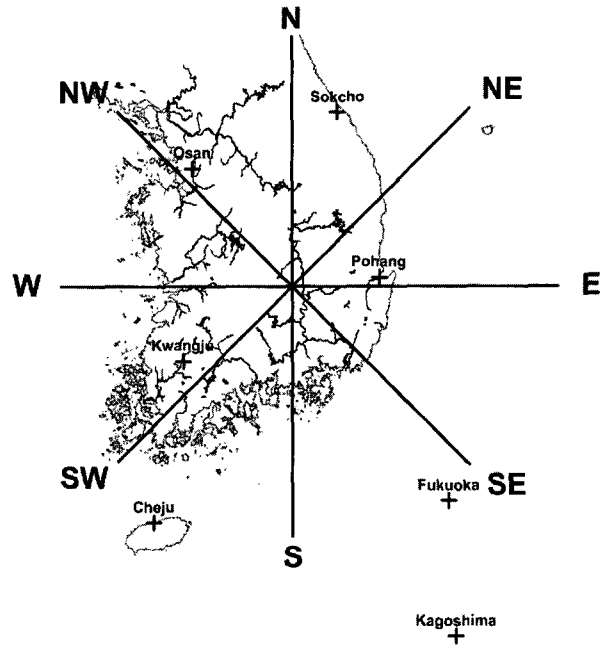 N
NW
NE
Sokcho
Osan
Pohang
W
E
Kwangju
SW
SE
Fukuoka
Cheju
S
Kagoshima